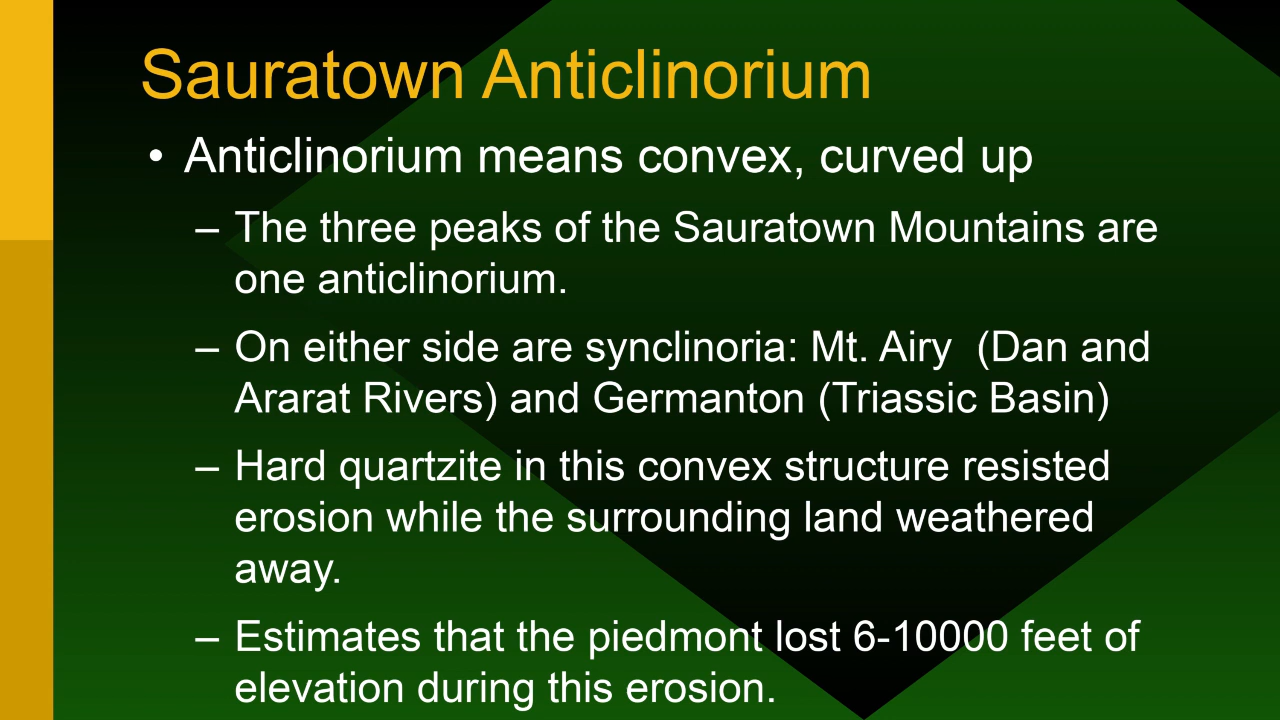 Sauratown Anticlinorium
• Anticlinorium means convex, curved up
– The three peaks of the Sauratown Mountains are
one anticlinorium.
– On either side are synclinoria: Mt. Airy  (Dan and
Ararat Rivers) and Germanton (Triassic Basin)
– Hard quartzite in this convex structure resisted
erosion while the surrounding land weathered
away.
– Estimates that the piedmont lost 6-10000 feet of
elevation during this erosion.